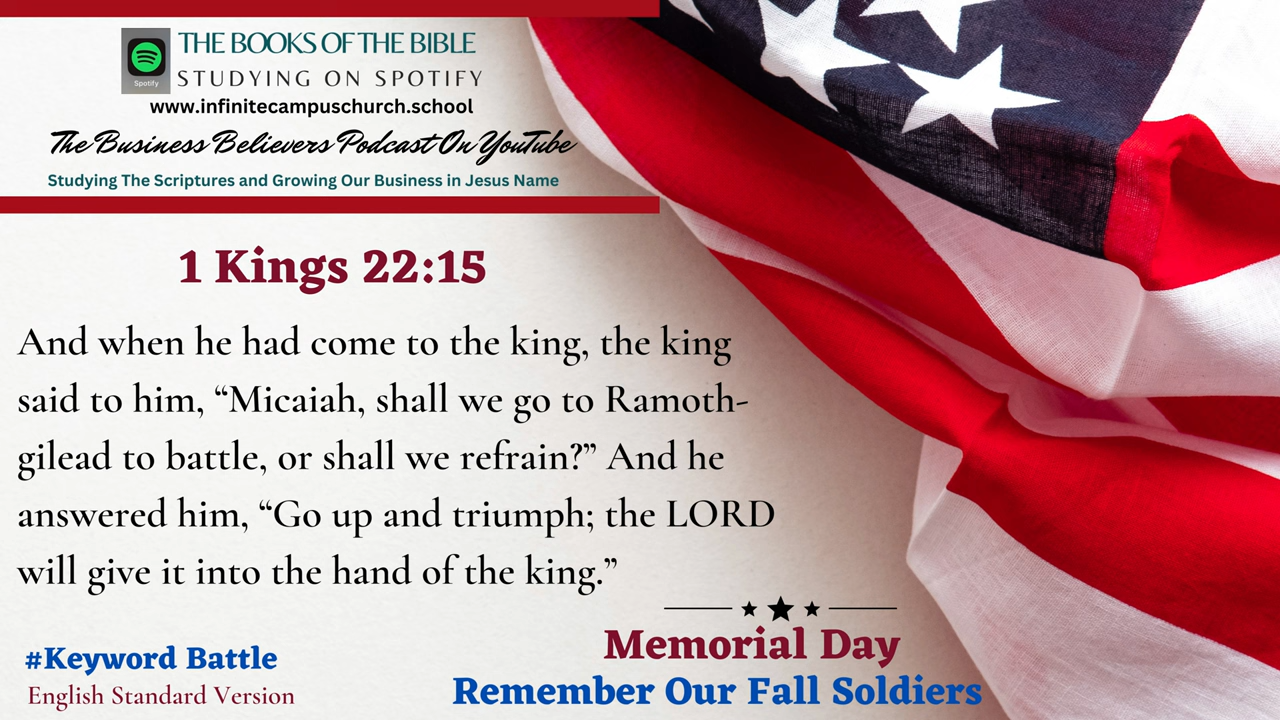 THE BOOKS OF THE BIBLE
Spotify
STUDYING ON SPOTIFY
www.infinitecampuschurch.school
The Business Believers Podcast On YouTube
Studying The Scriptures and Growing Our Business in Jesus Name
1 Kings 22:15
And when he had come to the king, the king
said to him, “Micaiah, shall we go to Ramoth-
gilead to battle, or shall we refrain?” And he
answered him, “Go up and triumph; the LORD
will give it into the hand of the king.”
Memorial Day
Remember Our Fall Soldiers
#Keyword Battle
English Standard Version